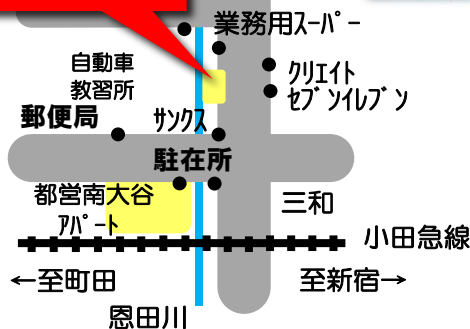 業務用ｽｰﾊﾟｰ
自動車
教習所
ｸﾘｴｲﾄ
ｾﾌﾞﾝｲﾚﾌﾞﾝ
郵便局
ｻﾝｸｽ
駐在所
都営南大谷
ｱﾊﾟｰﾄ
三和
小田急線
←至町田
至新宿→
恩田川